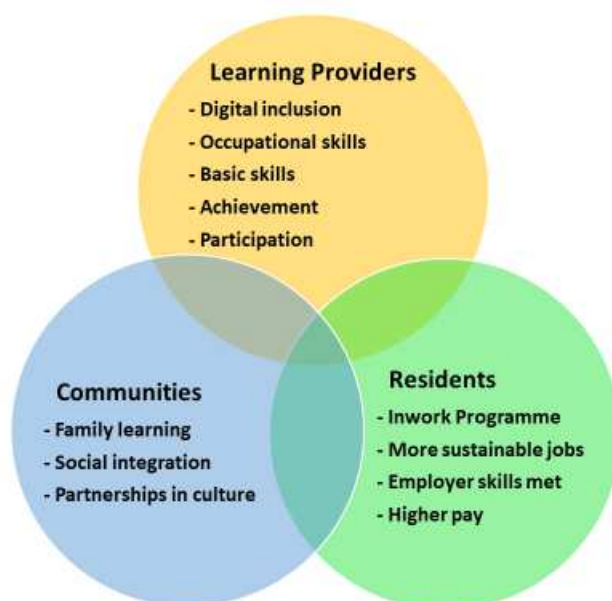 Learning Providers
- Digital inclusion
- Occupational skills
- Basic skills
- Achievement
- Participation
Communities
- Family learning
- Social integration
- Partnerships in culture
Residents
- Inwork Programme
- More sustainable jobs
- Employer skills met
- Higher pay